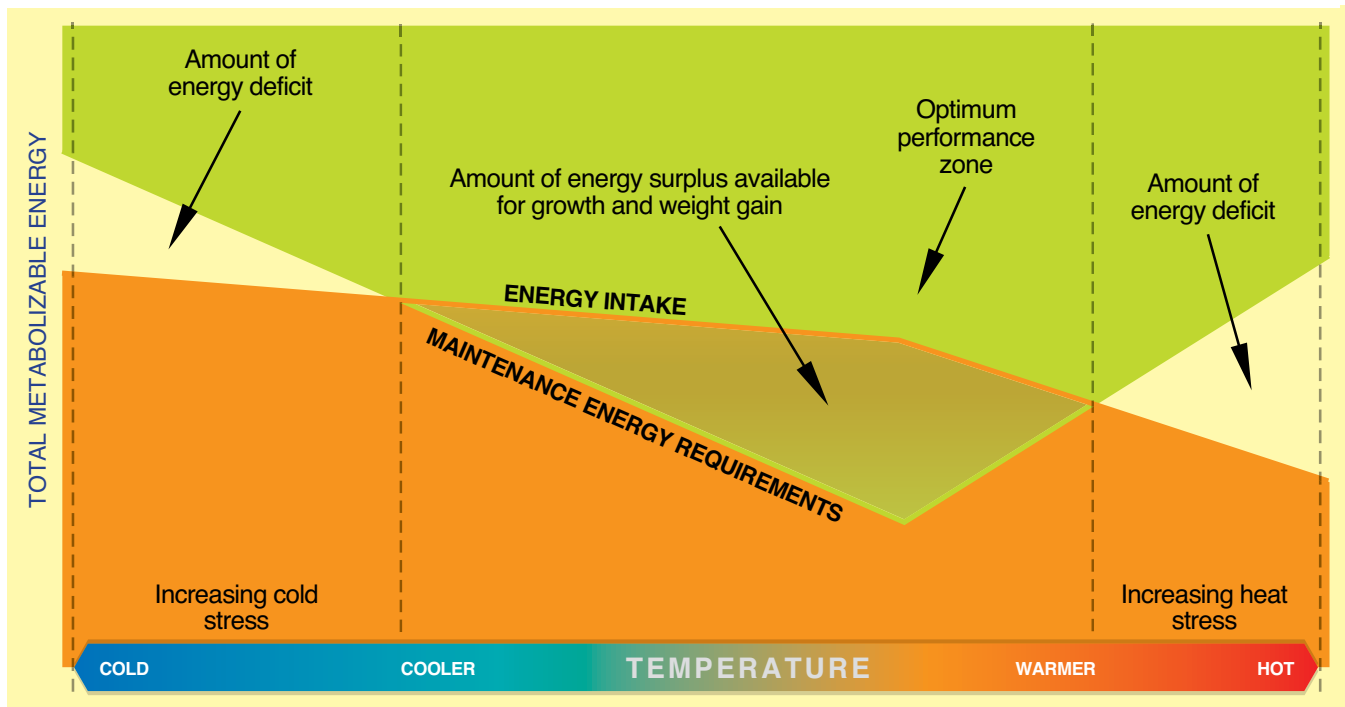 TOTAL METABOLIZABLE ENERGY
Amount of
energy deficit
Amount of energy surplus available
for growth and weight gain
Optimum
performance
zone
Amount of
energy deficit
ENERGY INTAKE
MAINTENANCE ENERGY REQUIREMENTS
Increasing cold
stress
Increasing heat
stress
COLD
COOLER
TEMPERATURE
WARMER
HOT